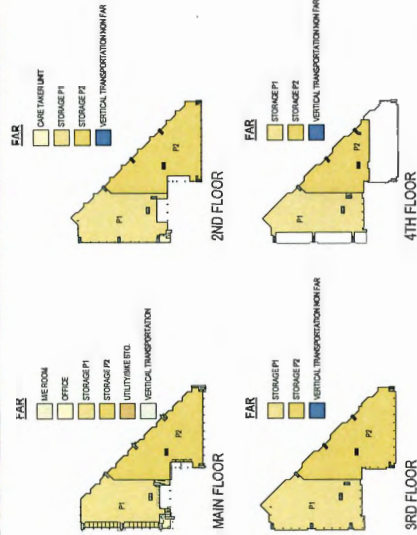 FAR
M/E ROOM
OFFICE
STORAGE P1
STORAGE P2
UTILITY/BIKE STO.
VERTICAL TRANSPORTATION
P1
P2
MAIN FLOOR
FAR
CARE TAKER UNIT
STORAGE P1
STORAGE P2
VERTICAL TRANSPORTATION NON FAR
P1
P2
2ND FLOOR
FAR
STORAGE P1
STORAGE P2
VERTICAL TRANSPORTATION NON FAR
P1
P2
3RD FLOOR
FAR
STORAGE P1
STORAGE P2
VERTICAL TRANSPORTATION NON FAR
P1
P2
4TH FLOOR